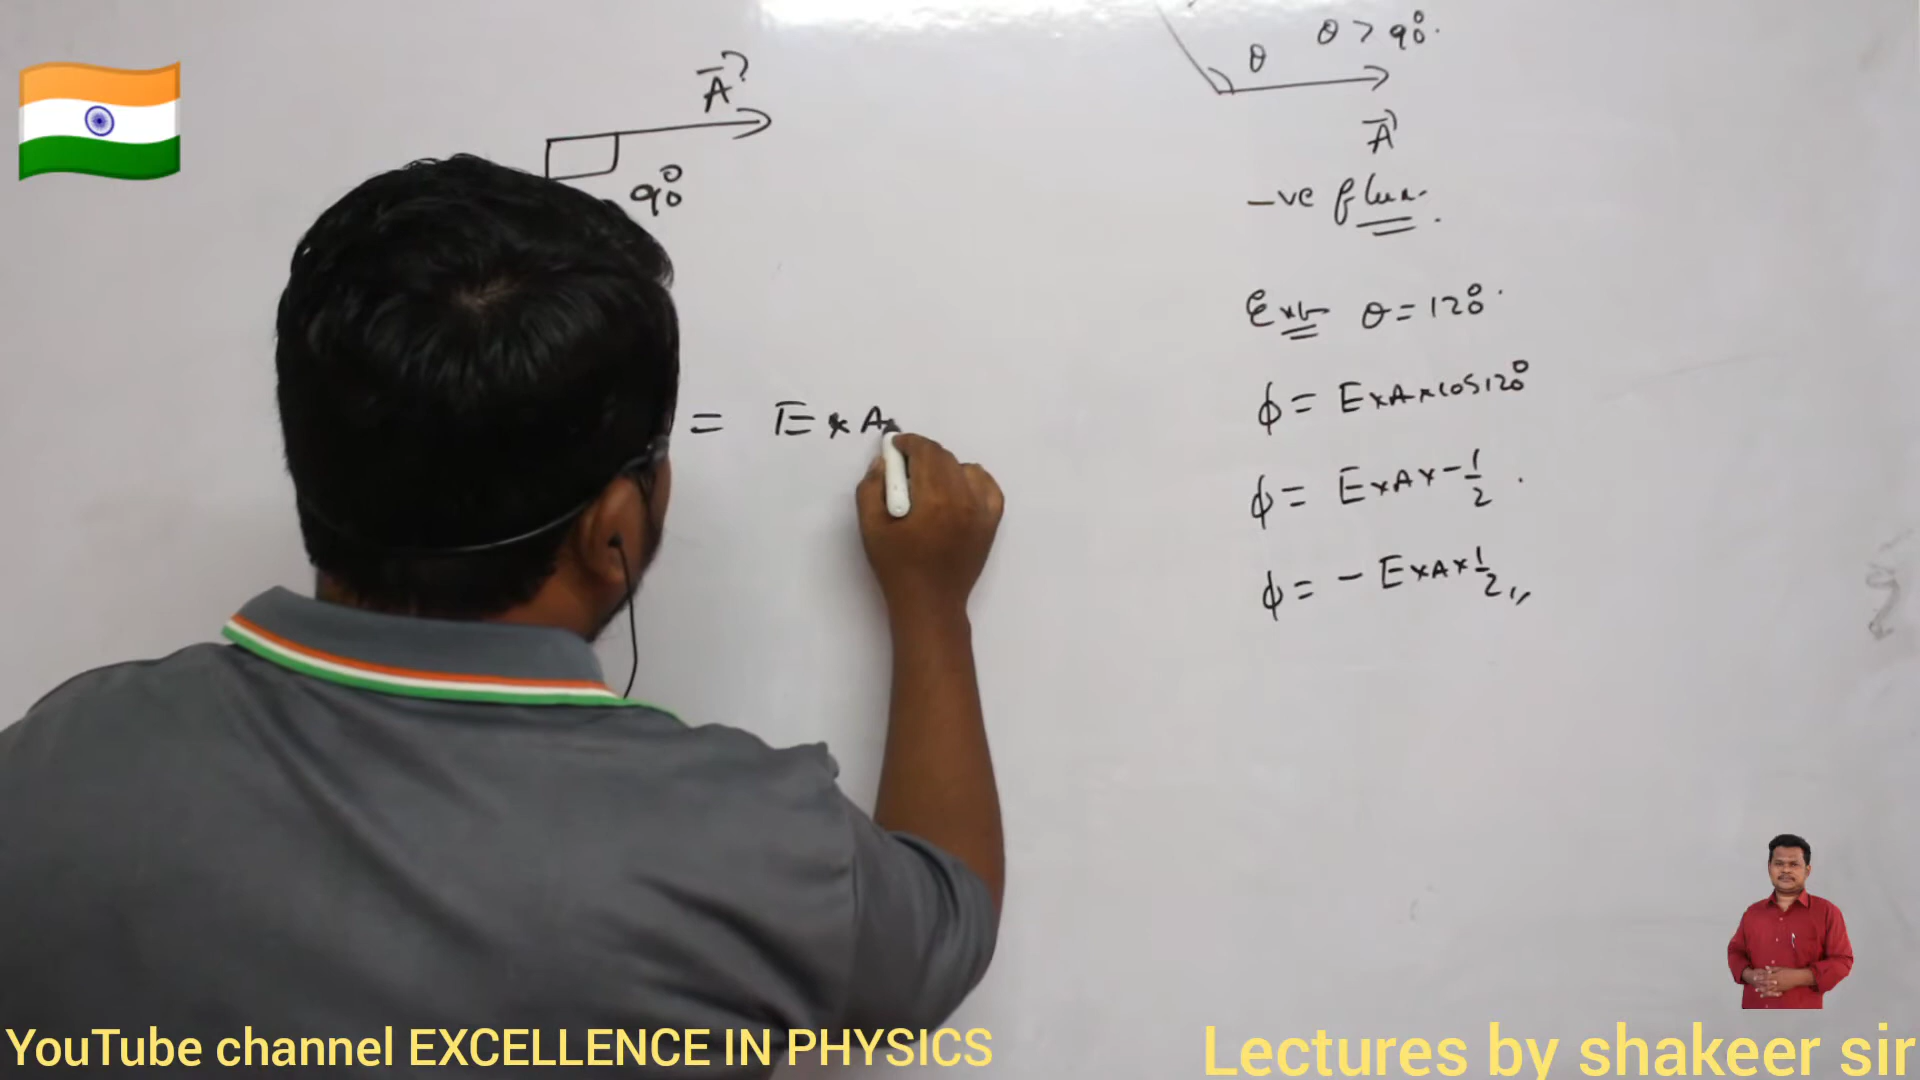 A
90°
= E × A ×
θ θ > 90°.
A
-ve flux.
Ex:- θ = 120°.
ϕ = E×A×cos120°
ϕ = E×A×-1/2.
ϕ = - E×A×1/2,,
YouTube channel EXCELLENCE IN PHYSICS
Lectures by shakeer sir